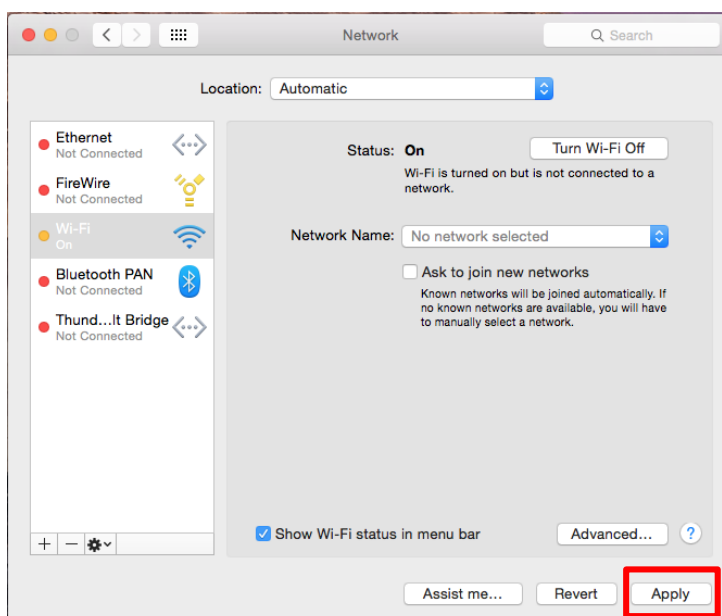 Network
Search
Location: Automatic
Ethernet
Not Connected
FireWire
Not Connected
Wi-Fi
On
Bluetooth PAN
Not Connected
Thund…lt Bridge
Not Connected
Status: On
Turn Wi-Fi Off
Wi-Fi is turned on but is not connected to a
network.
Network Name: No network selected
Ask to join new networks
Known networks will be joined automatically. If
no known networks are available, you will have
to manually select a network.
Show Wi-Fi status in menu bar
Advanced...
?
Assist me...
Revert
Apply